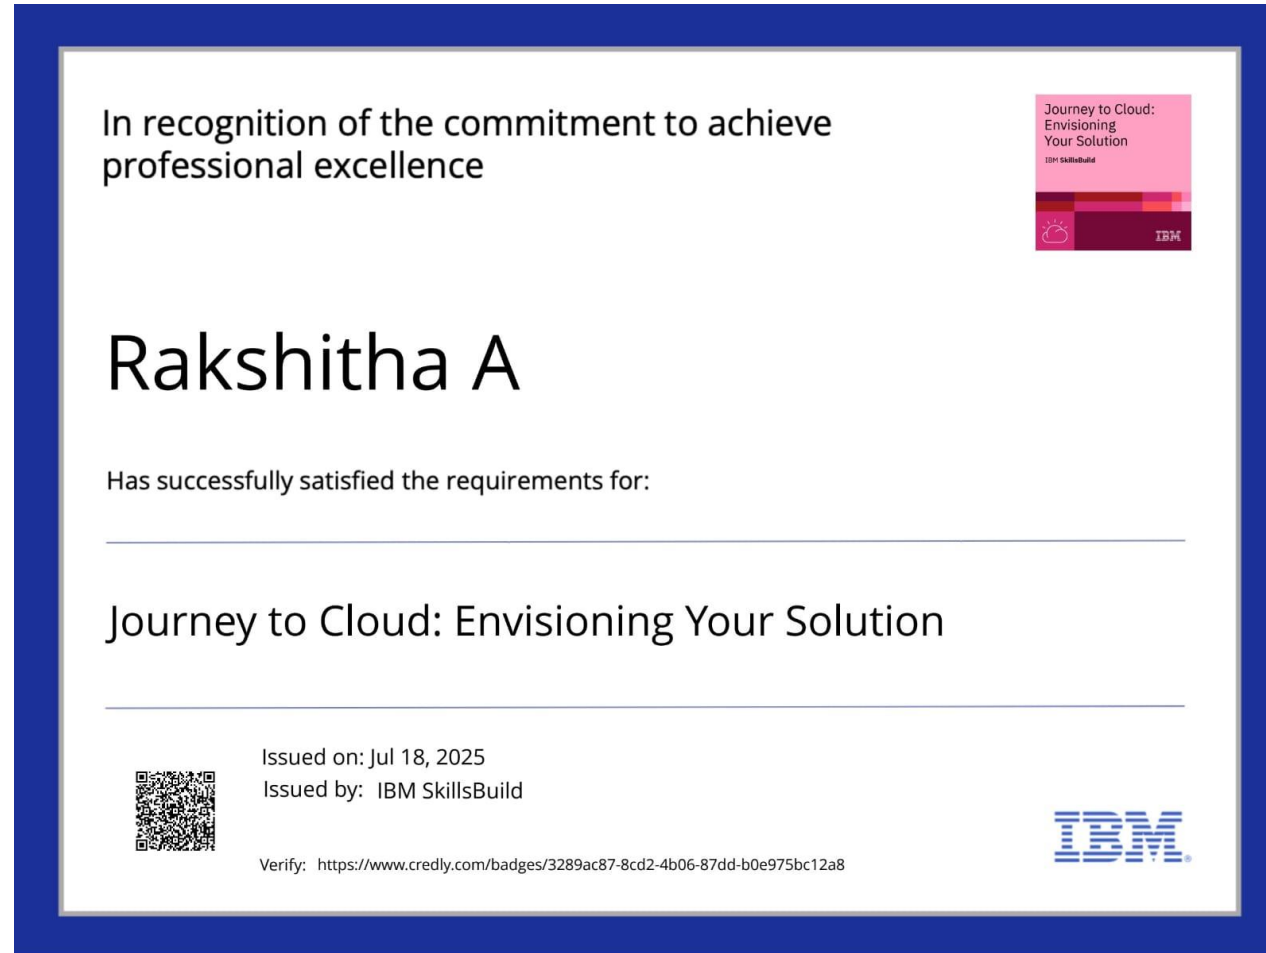 In recognition of the commitment to achieve
professional excellence
Journey to Cloud:
Envisioning
Your Solution
IBM SkillsBuild
IBM
Rakshitha A
Has successfully satisfied the requirements for:
Journey to Cloud: Envisioning Your Solution
Issued on: Jul 18, 2025
Issued by: IBM SkillsBuild
Verify: https://www.credly.com/badges/3289ac87-8cd2-4b06-87dd-b0e975bc12a8
IBM®